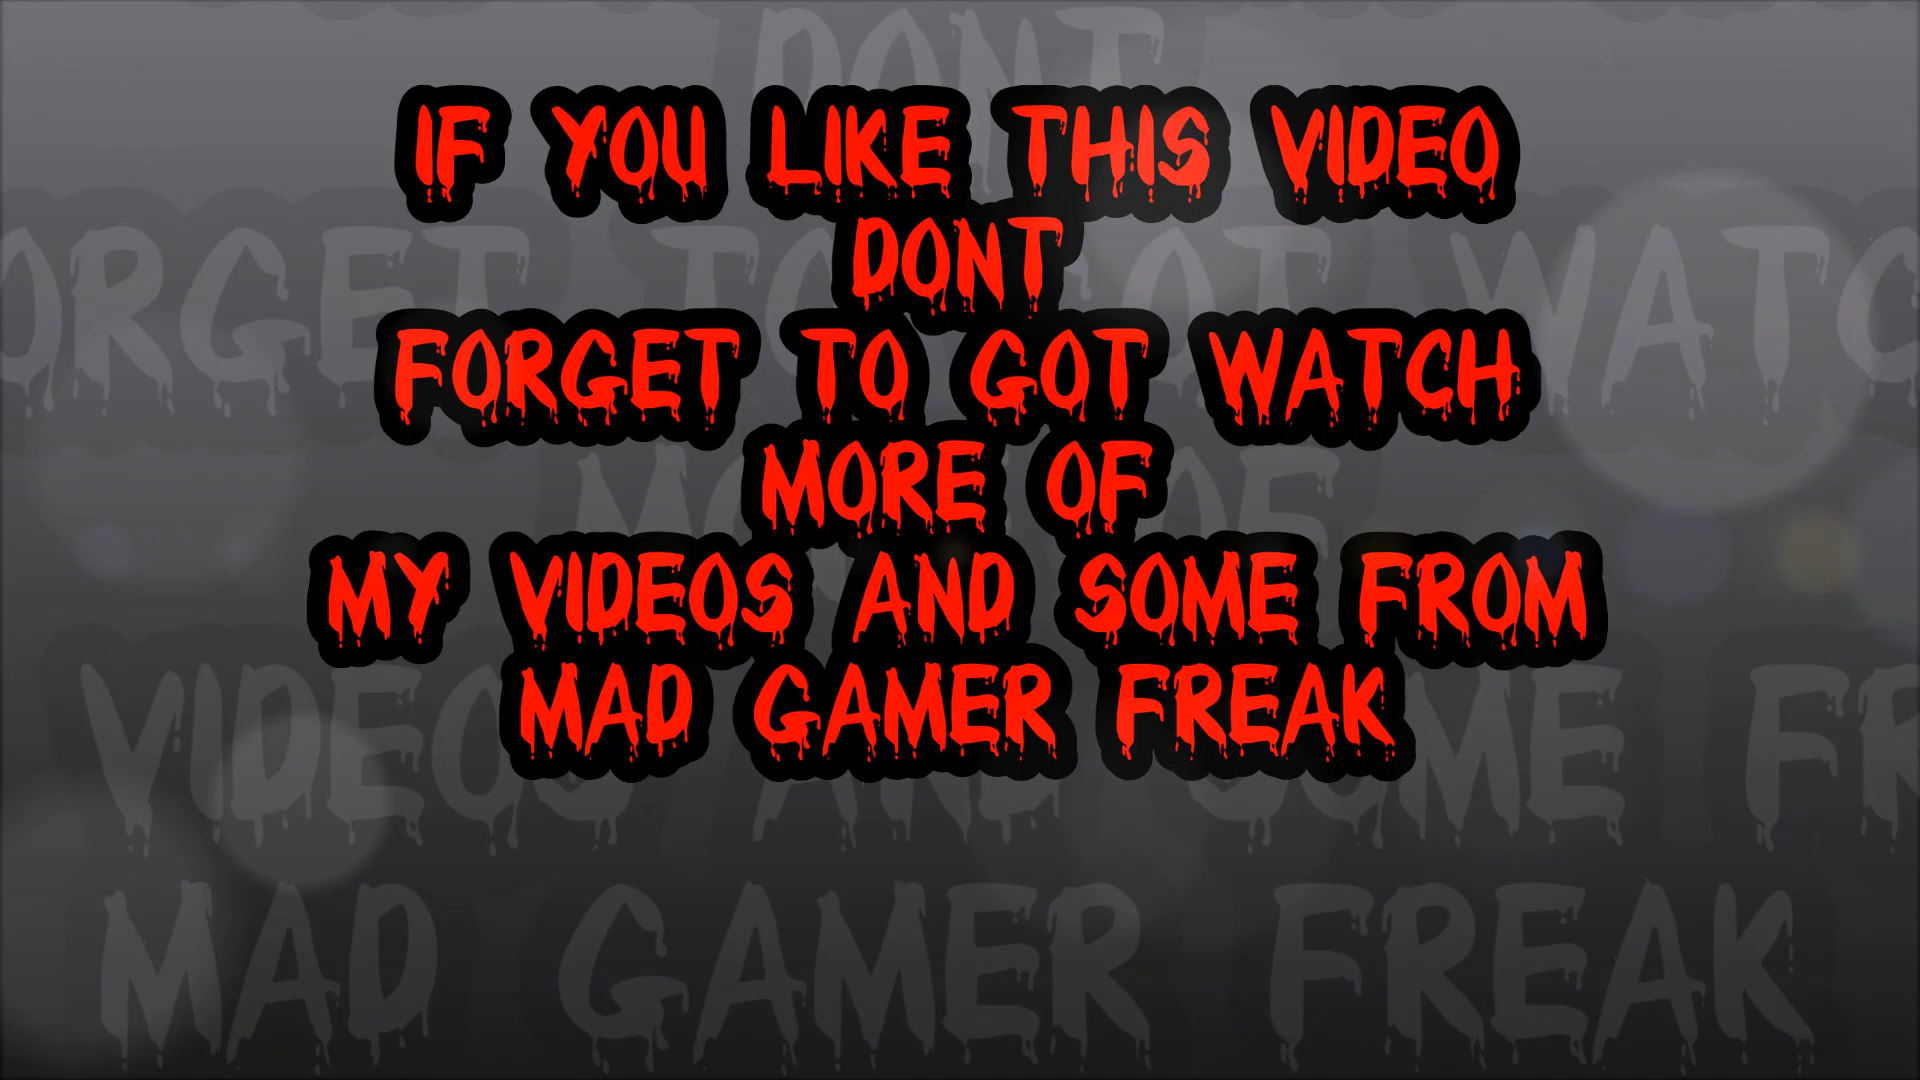 IF YOU LIKE THIS VIDEO
DONT
FORGET TO GOT WATCH
MORE OF
MY VIDEOS AND SOME FROM
MAD GAMER FREAK